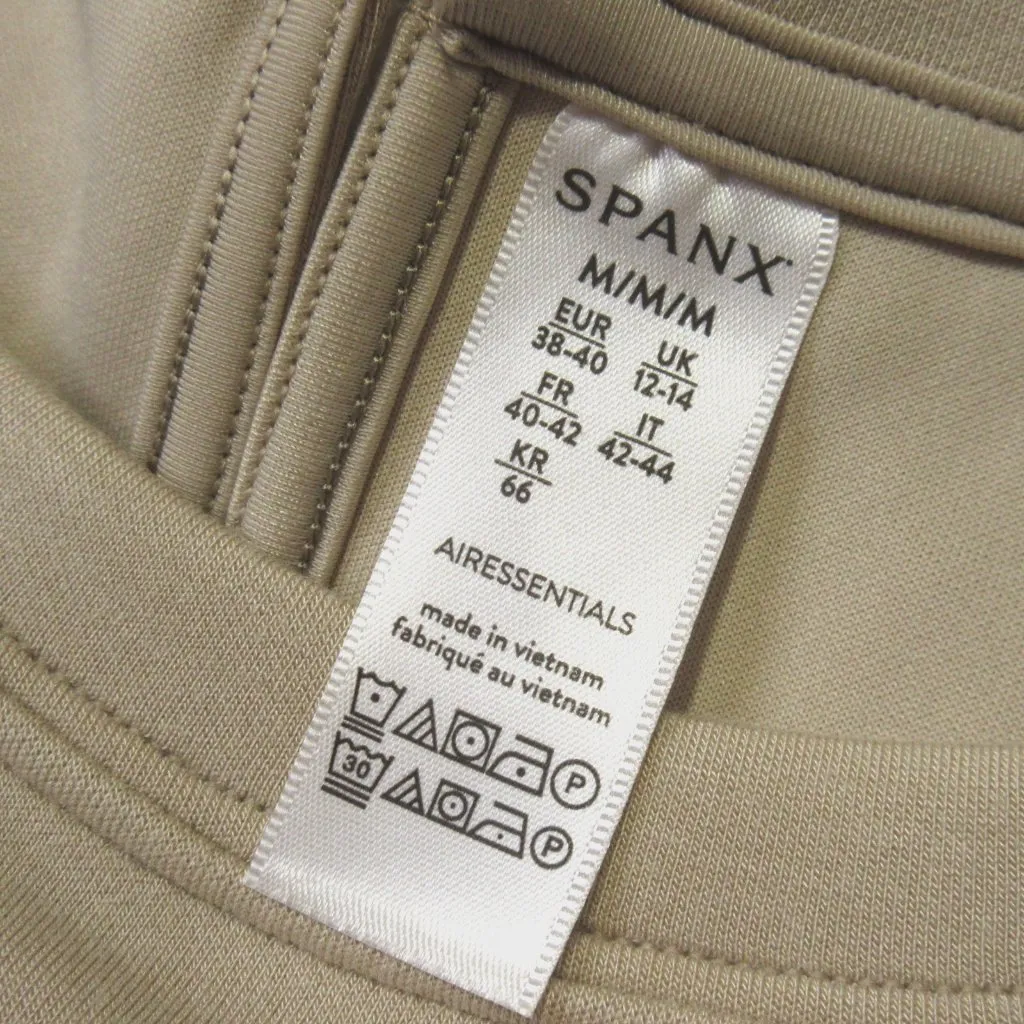 SPANX™
M/M/M
EUR UK
38-40 12-14
FR IT
40-42 42-44
KR
66
AIRESSENTIALS
made in vietnam
fabriqué au vietnam
P
30 P